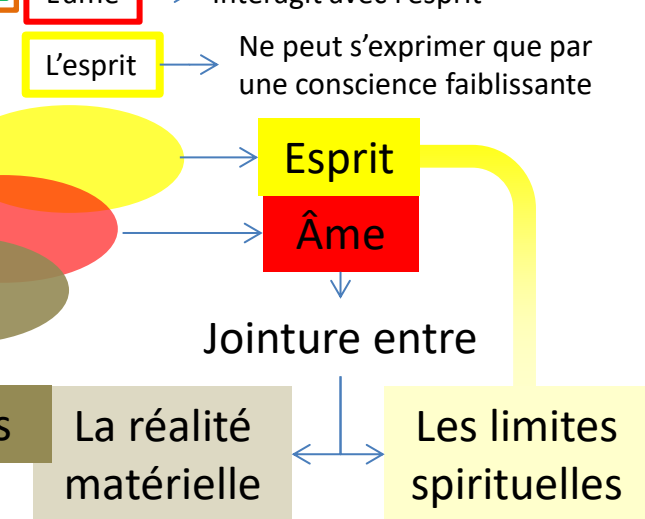 L'âme Interagit avec l'esprit
L'esprit Ne peut s'exprimer que par
une conscience faiblissante
Esprit
Âme
Jointure entre
s La réalité
matérielle
Les limites
spirituelles